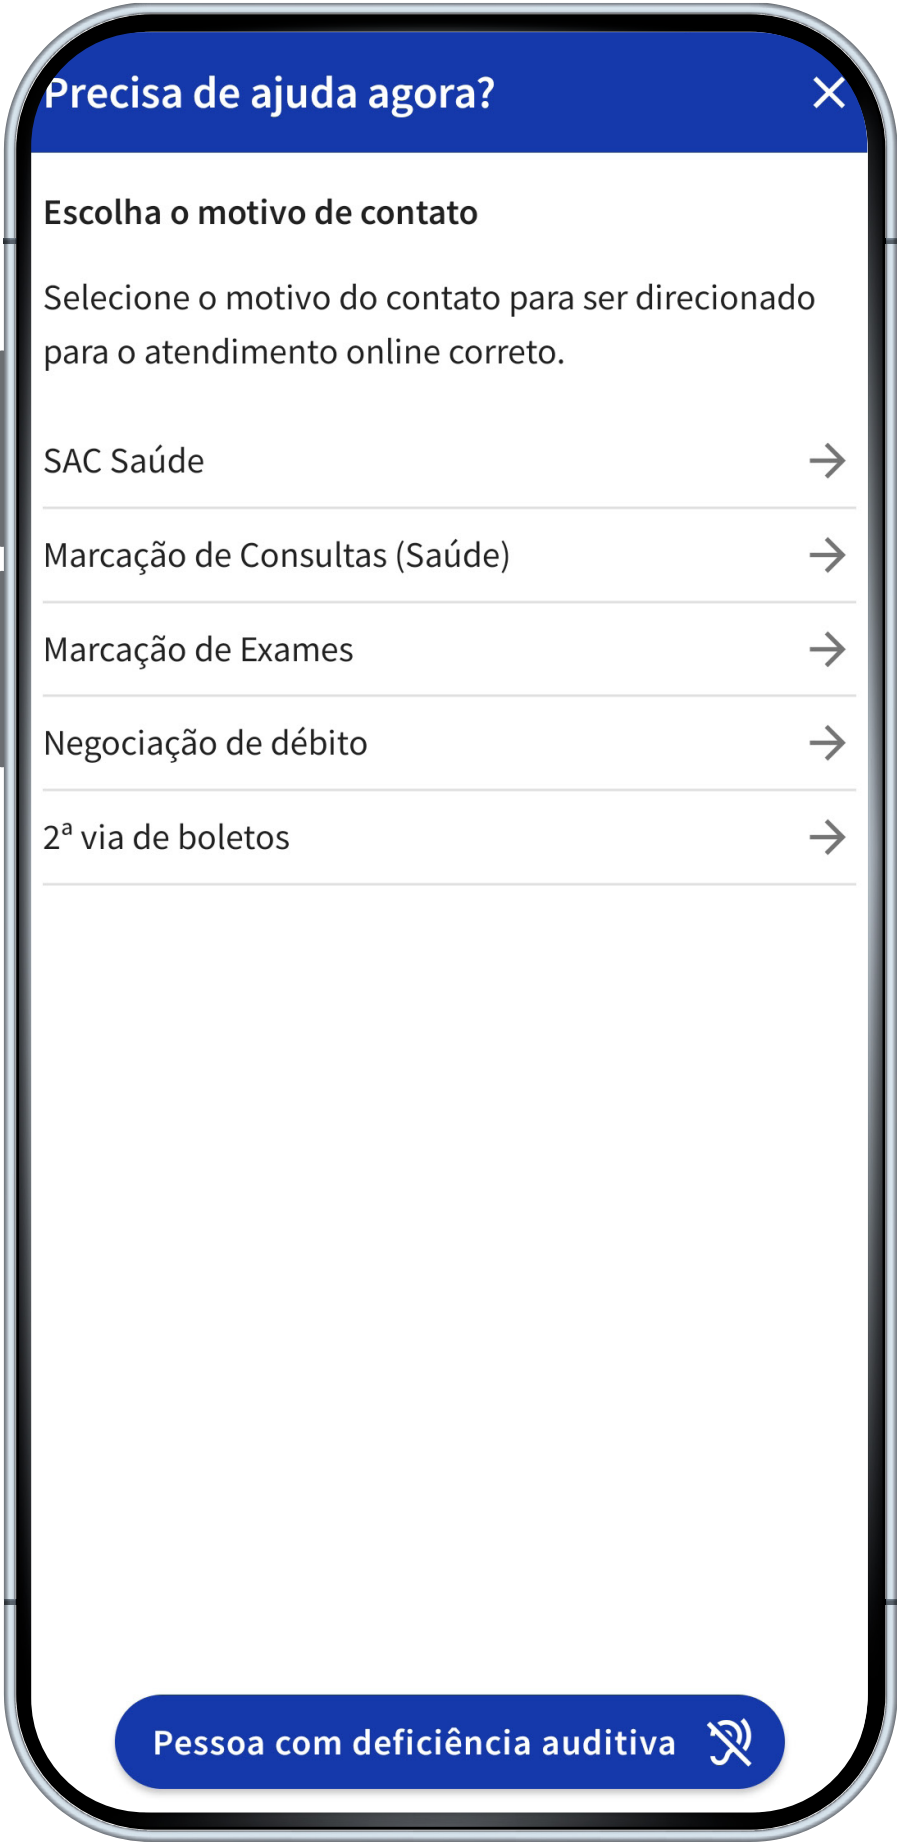 Precisa de ajuda agora?
Escolha o motivo de contato
Selecione o motivo do contato para ser direcionado
para o atendimento online correto.
SAC Saúde
Marcação de Consultas (Saúde)
Marcação de Exames
Negociação de débito
2ª via de boletos
Pessoa com deficiência auditiva